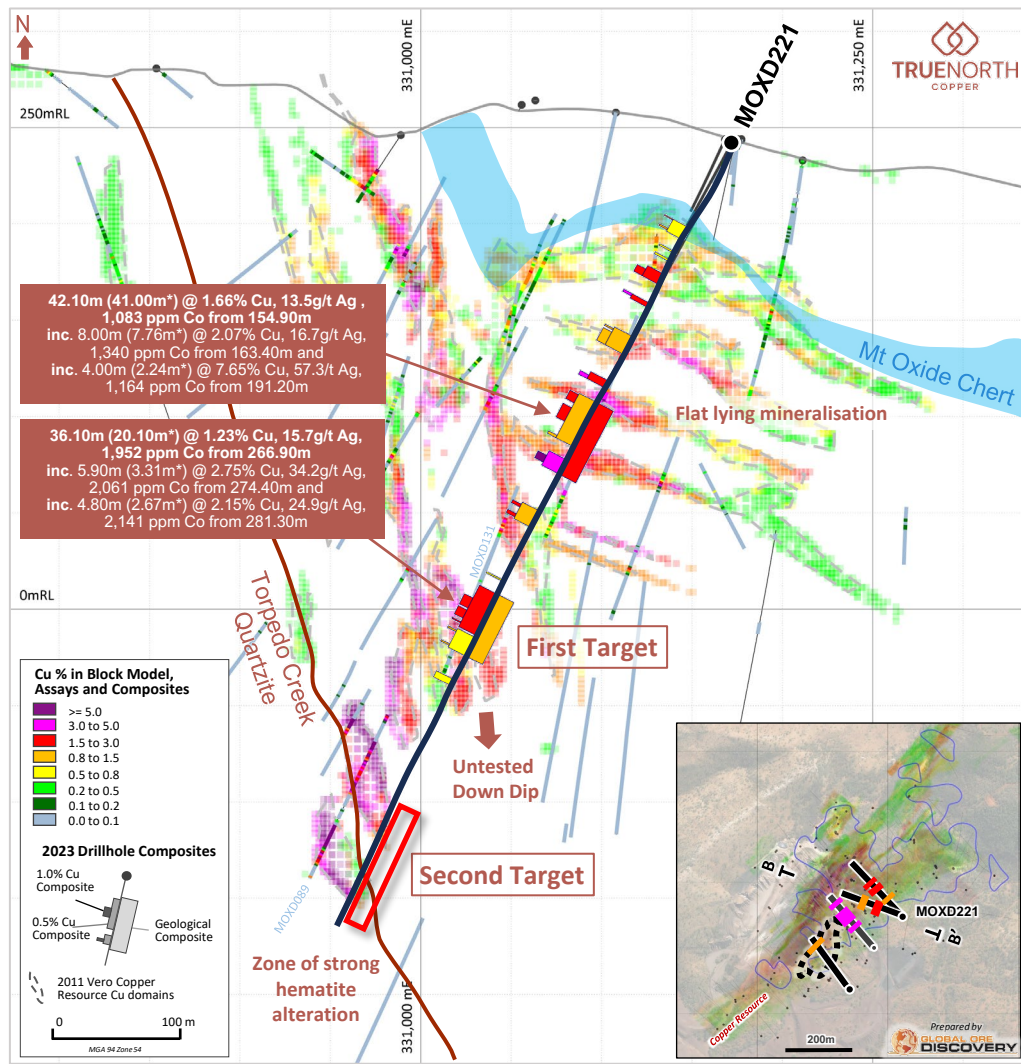 N
331,000 mE
331,250 mE
TRUENORTH
COPPER
MOXD221
250mRL
42.10m (41.00m*) @ 1.66% Cu, 13.5g/t Ag ,
1,083 ppm Co from 154.90m
inc. 8.00m (7.76m*) @ 2.07% Cu, 16.7g/t Ag,
1,340 ppm Co from 163.40m and
inc. 4.00m (2.24m*) @ 7.65% Cu, 57.3/t Ag,
1,164 ppm Co from 191.20m
Mt Oxide Chert
Flat lying mineralisation
36.10m (20.10m*) @ 1.23% Cu, 15.7g/t Ag,
1,952 ppm Co from 266.90m
inc. 5.90m (3.31m*) @ 2.75% Cu, 34.2g/t Ag,
2,061 ppm Co from 274.40m and
inc. 4.80m (2.67m*) @ 2.15% Cu, 24.9g/t Ag,
2,141 ppm Co from 281.30m
MOXD131
0mRL
Torpedo Creek
Quartzite
First Target
Untested
Down Dip
Second Target
MOXD089
Zone of strong
hematite
alteration
331,000 mE
Cu % in Block Model,
Assays and Composites
>= 5.0
3.0 to 5.0
1.5 to 3.0
0.8 to 1.5
0.5 to 0.8
0.2 to 0.5
0.1 to 0.2
0.0 to 0.1
2023 Drillhole Composites
1.0% Cu
Composite
0.5% Cu
Composite
Geological
Composite
2011 Vero Copper
Resource Cu domains
0 100 m
MGA 94 Zone 54
B
MOXD221
B'
Copper Resource
200m
Prepared by
GLOBAL ORE
DISCOVERY